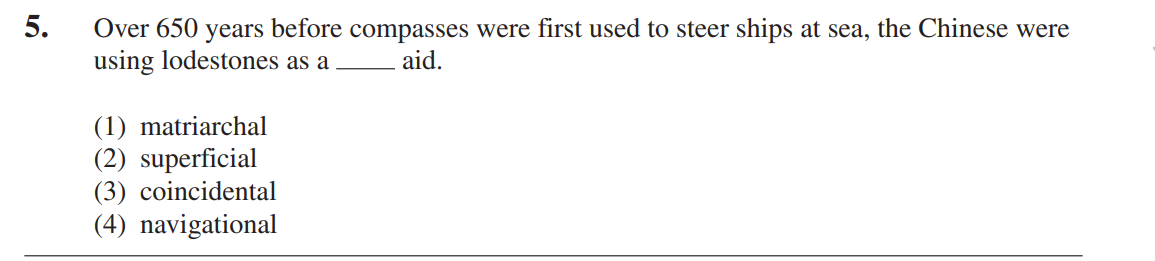 5. Over 650 years before compasses were first used to steer ships at sea, the Chinese were
using lodestones as a _____ aid.
(1) matriarchal
(2) superficial
(3) coincidental
(4) navigational